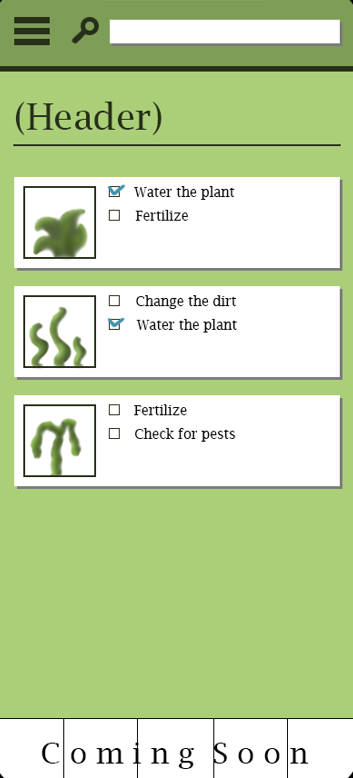 (Header)
Water the plant
Fertilize
Change the dirt
Water the plant
Fertilize
Check for pests
Coming Soon